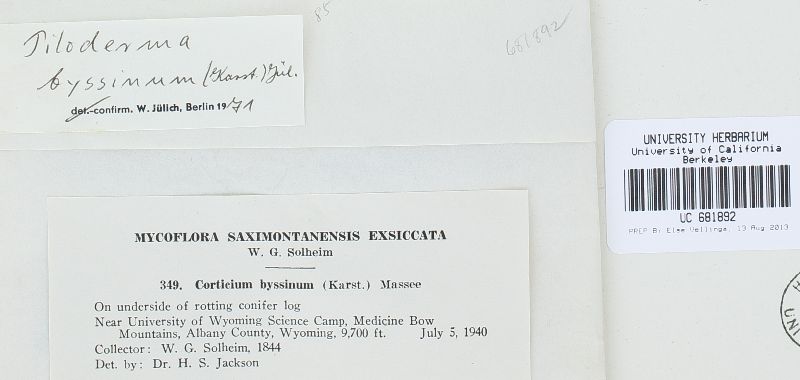 Piloderma
byssinum (Karst.) Jül.
det.-confirm. W. Jülich, Berlin 1971
85
681892
UNIVERSITY HERBARIUM
University of California
Berkeley
UC 681892
PREP By Else Vellinga, 13 Aug 2013
MYCOFLORA SAXIMONTANENSIS EXSICCATA
W. G. Solheim
349. Corticium byssinum (Karst.) Massee
On underside of rotting conifer log
Near University of Wyoming Science Camp, Medicine Bow
Mountains, Albany County, Wyoming, 9,700 ft. July 5, 1940
Collector: W. G. Solheim, 1844
Det. by: Dr. H. S. Jackson